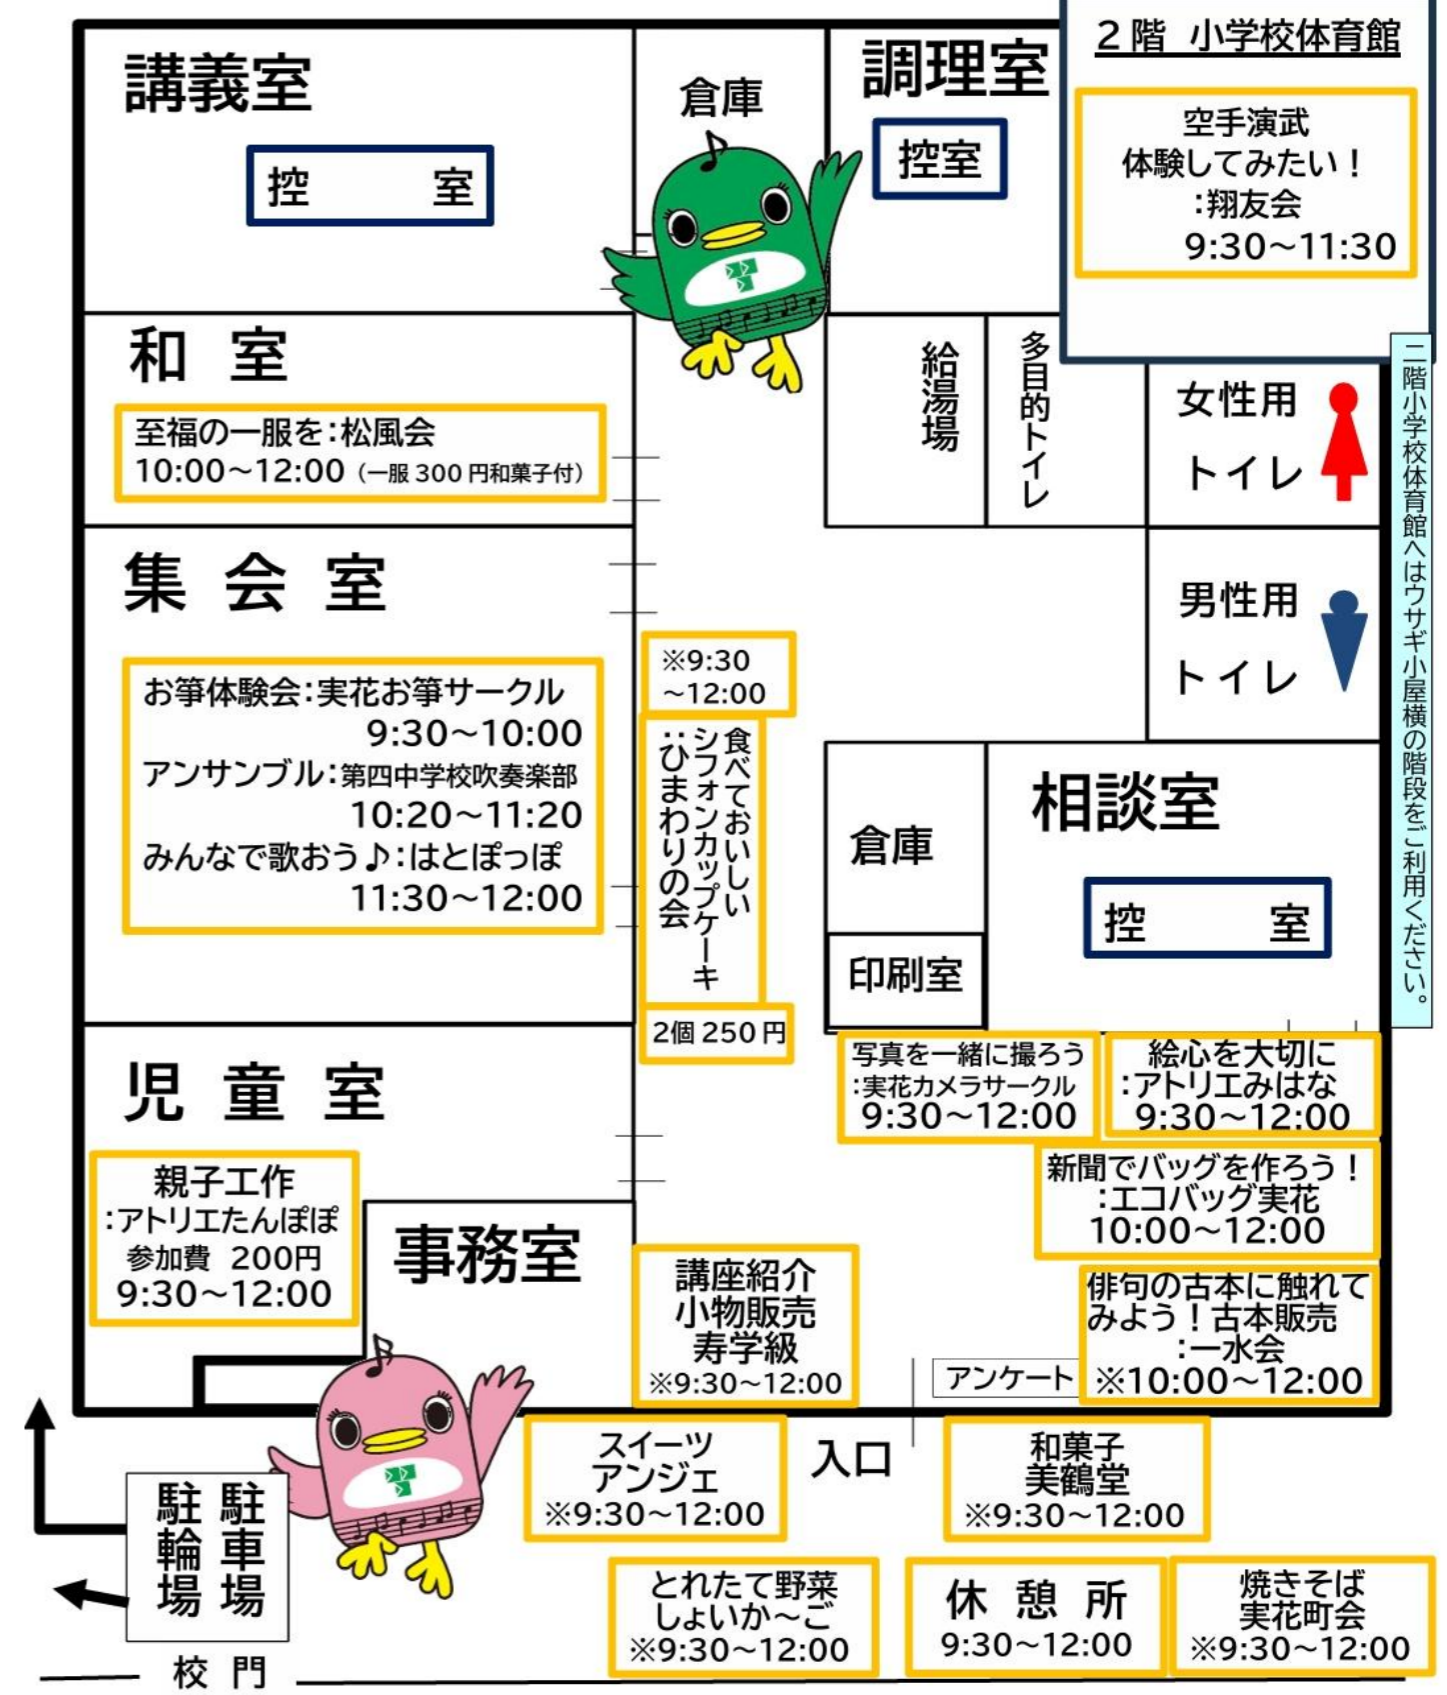 講義室
控 室
倉庫
調理室
控室
2階 小学校体育館
空手演武
体験してみたい！
:翔友会
9:30～11:30
和 室
至福の一服を:松風会
10:00～12:00（一服300円和菓子付）
給湯場
多目的トイレ
女性用
トイレ
二階小学校体育館へはウサギ小屋横の階段をご利用ください。
集 会 室
お箏体験会:実花お箏サークル
9:30～10:00
アンサンブル:第四中学校吹奏楽部
10:20～11:20
みんなで歌おう♪:はとぽっぽ
11:30～12:00
※9:30
～12:00
食べておいしい
シフォンカップケーキ
:ひまわりの会
2個250円
男性用
トイレ
倉庫
印刷室
相談室
控 室
児 童 室
親子工作
:アトリエたんぽぽ
参加費 200円
9:30～12:00
事務室
写真を一緒に撮ろう
:実花カメラサークル
9:30～12:00
絵心を大切に
:アトリエみはな
9:30～12:00
新聞でバッグを作ろう！
:エコバッグ実花
10:00～12:00
講座紹介
小物販売
寿学級
※9:30～12:00
俳句の古本に触れて
みよう！古本販売
:一水会
※10:00～12:00
アンケート
スイーツ
アンジェ
※9:30～12:00
入口
和菓子
美鶴堂
※9:30～12:00
駐車場
駐輪場
とれたて野菜
しょいか～ご
※9:30～12:00
休 憩 所
9:30～12:00
焼きそば
実花町会
※9:30～12:00
校 門